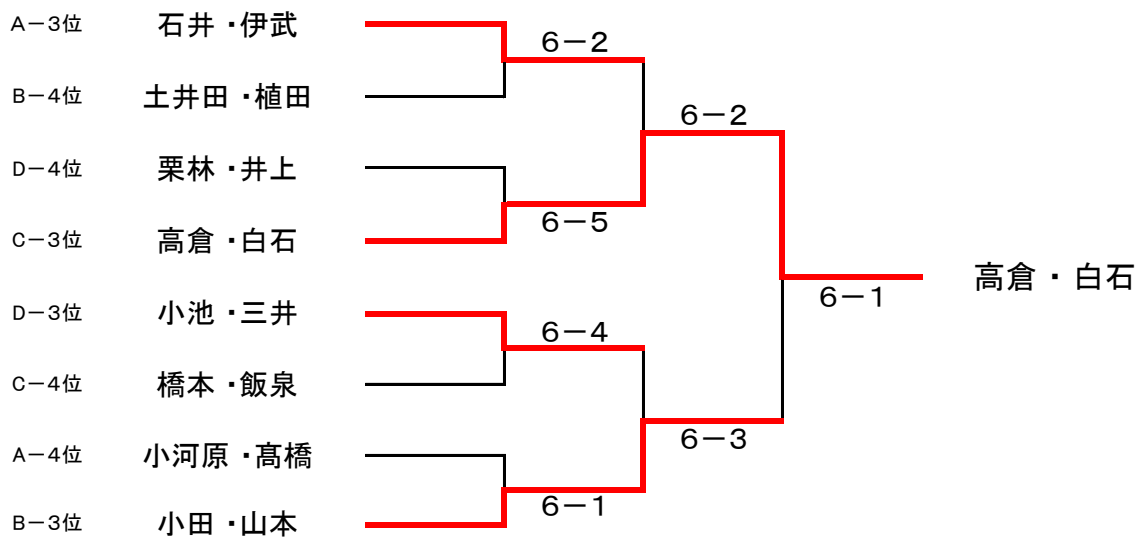 A－3位 石井・伊武
6－2
B－4位 土井田・植田
6－2
D－4位 栗林・井上
6－5
C－3位 高倉・白石
高倉・白石
6－1
D－3位 小池・三井
6－4
C－4位 橋本・飯泉
6－3
A－4位 小河原・髙橋
6－1
B－3位 小田・山本